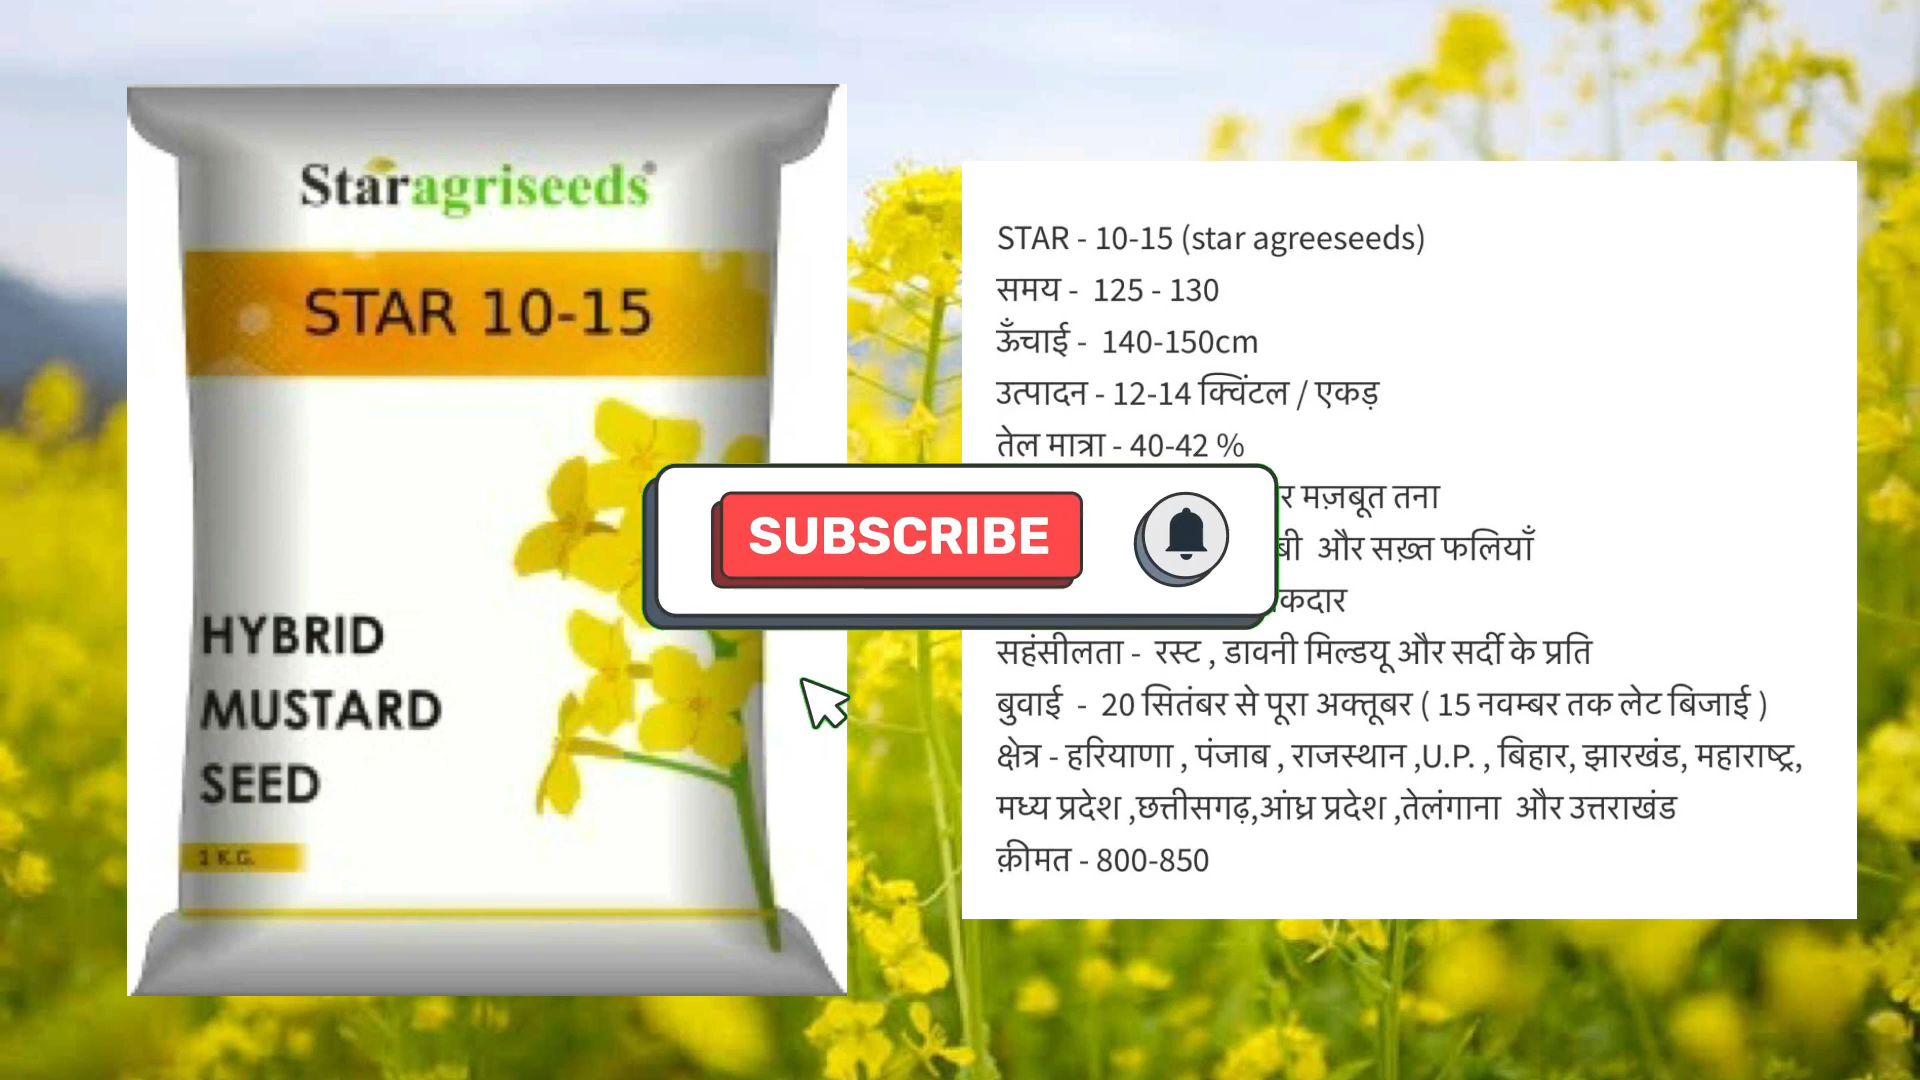 Staragriseeds
STAR 10-15
HYBRID
MUSTARD
SEED
1 K.G.
STAR - 10-15 (star agreeseeds)
समय - 125 - 130
ऊँचाई - 140-150cm
उत्पादन - 12-14 क्विंटल / एकड़
तेल मात्रा - 40-42 %
मज़बूत तना
और सख़्त फलियाँ
SUBSCRIBE
सहंसीलता - रस्ट , डावनी मिल्डयू और सर्दी के प्रति
बुवाई - 20 सितंबर से पूरा अक्तूबर ( 15 नवम्बर तक लेट बिजाई )
क्षेत्र - हरियाणा , पंजाब , राजस्थान ,U.P. , बिहार, झारखंड, महाराष्ट्र,
मध्य प्रदेश ,छत्तीसगढ़,आंध्र प्रदेश ,तेलंगाना और उत्तराखंड
क़ीमत - 800-850